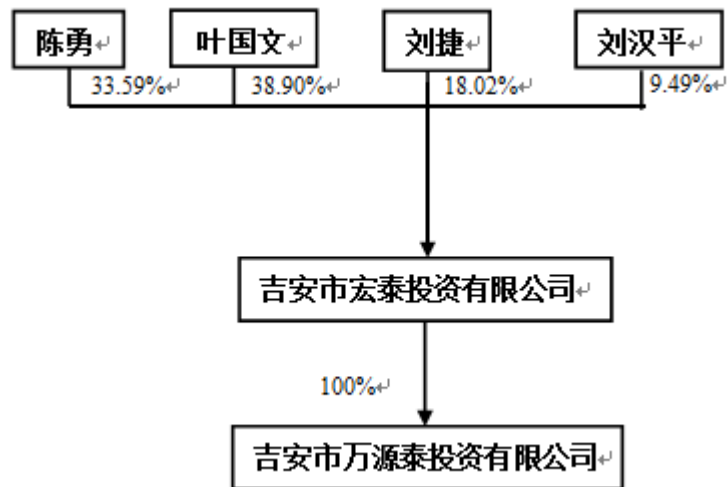 陈勇 叶国文 刘捷 刘汉平
33.59% 38.90% 18.02% 9.49%
吉安市宏泰投资有限公司
100%
吉安市万源泰投资有限公司